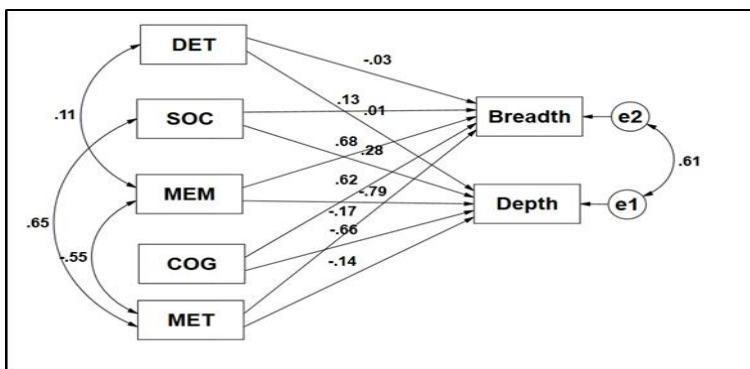 DET
-.03
.11
SOC
.13
.01
Breadth
e2
.68
.28
.61
MEM
.62
-.79
Depth
e1
-.17
.65
-.66
-.55
COG
-.14
MET